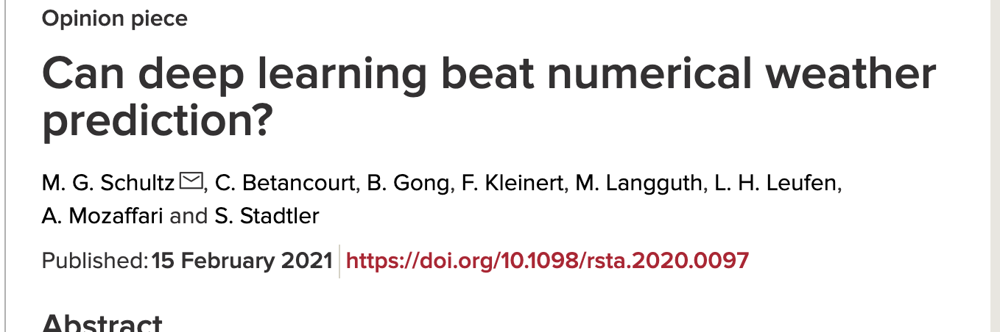 Opinion piece
Can deep learning beat numerical weather
prediction?
M. G. Schultz, C. Betancourt, B. Gong, F. Kleinert, M. Langguth, L. H. Leufen,
A. Mozaffari and S. Stadtler
Published: 15 February 2021 https://doi.org/10.1098/rsta.2020.0097
Abstract